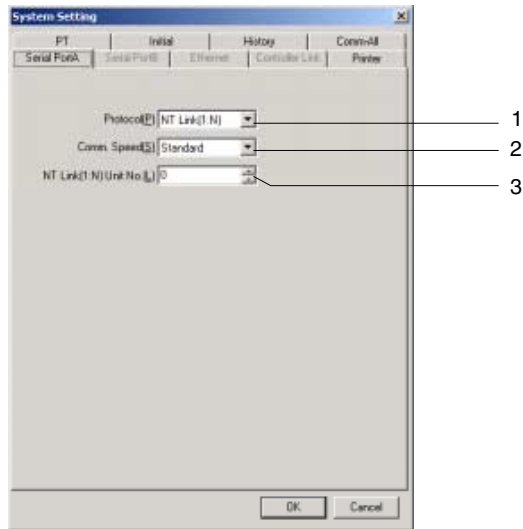 System Setting
PT Initial History Comm-All
Serial PortA Serial PortB Ethernet Controller Link Printer
Protocol(P) NT Link(1:N) 1
Comm. Speed(S) Standard 2
NT Link(1:N) Unit No.(L) 0 3
OK Cancel